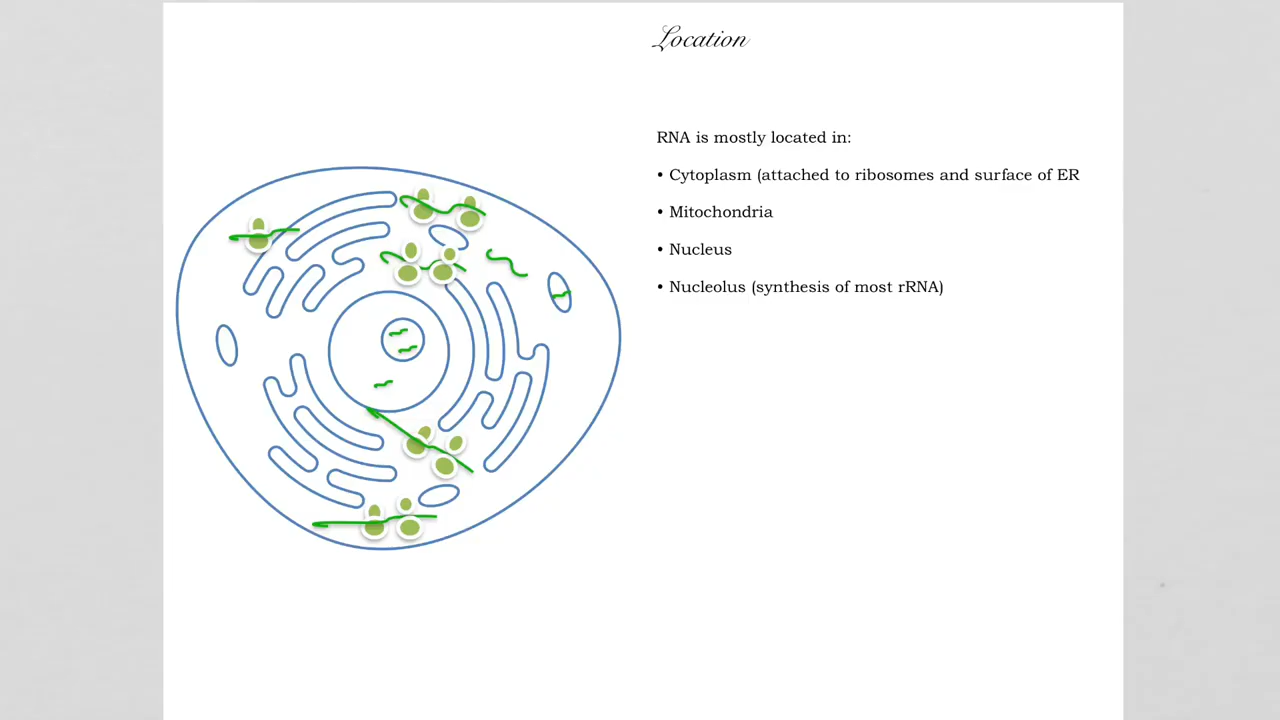 Location
RNA is mostly located in:
• Cytoplasm (attached to ribosomes and surface of ER
• Mitochondria
• Nucleus
• Nucleolus (synthesis of most rRNA)